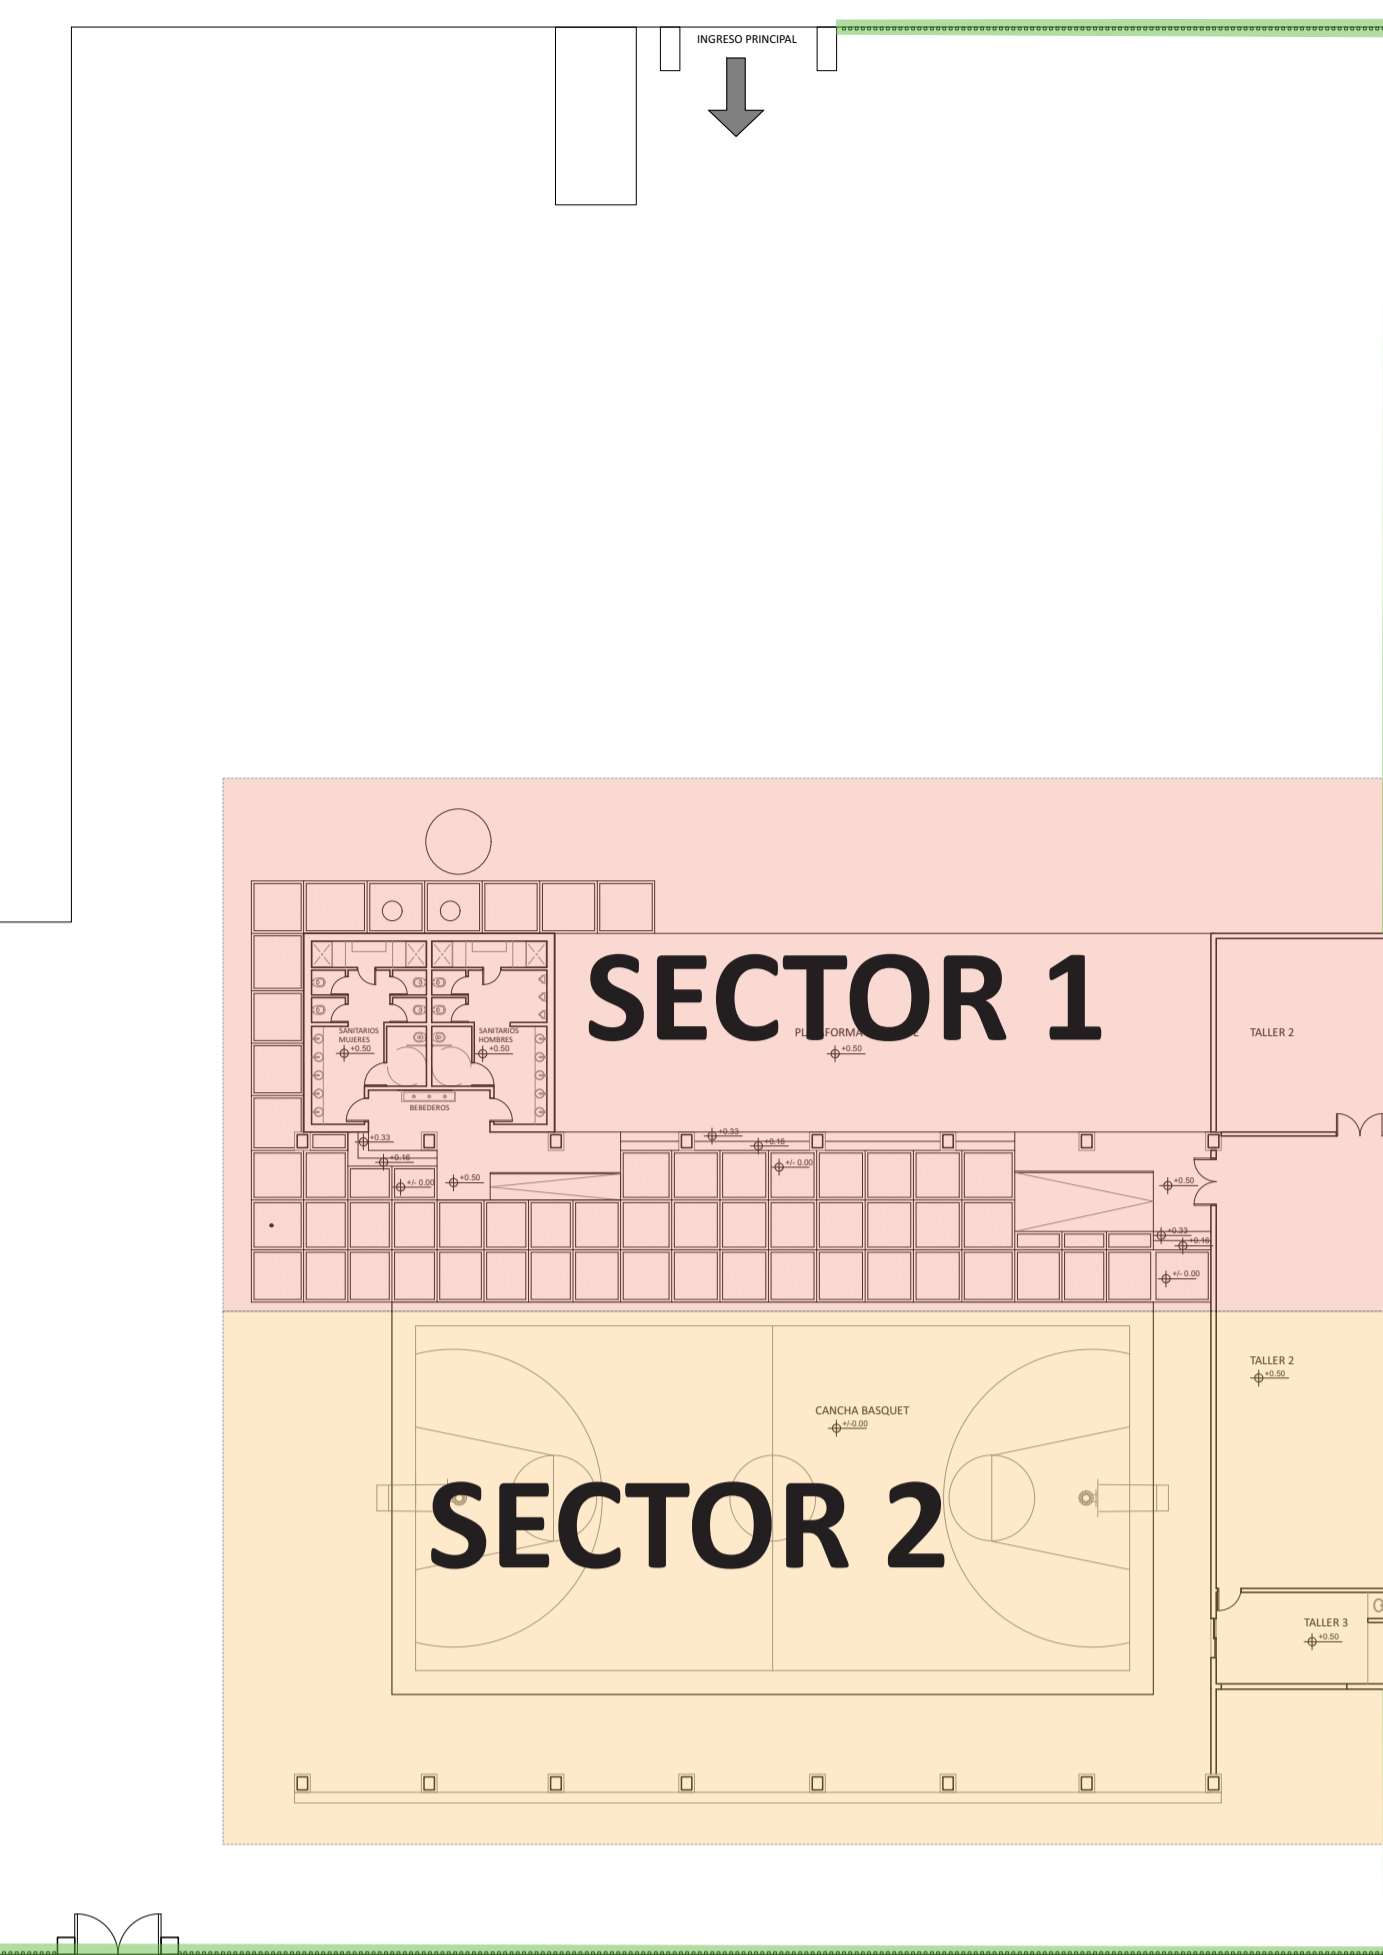 INGRESO PRINCIPAL
SECTOR 1
+0.50
TALLER 2
SANITARIOS
MUJERES
+0.50
SANITARIOS
HOMBRES
+0.50
BEBEDEROS
+0.33
+0.16
+/- 0.00
+0.50
+0.33
+0.16
+/- 0.00
+0.50
+0.33
+0.16
+/- 0.00
TALLER 2
+0.50
CANCHA BASQUET
+/-0.00
SECTOR 2
TALLER 3
+0.50